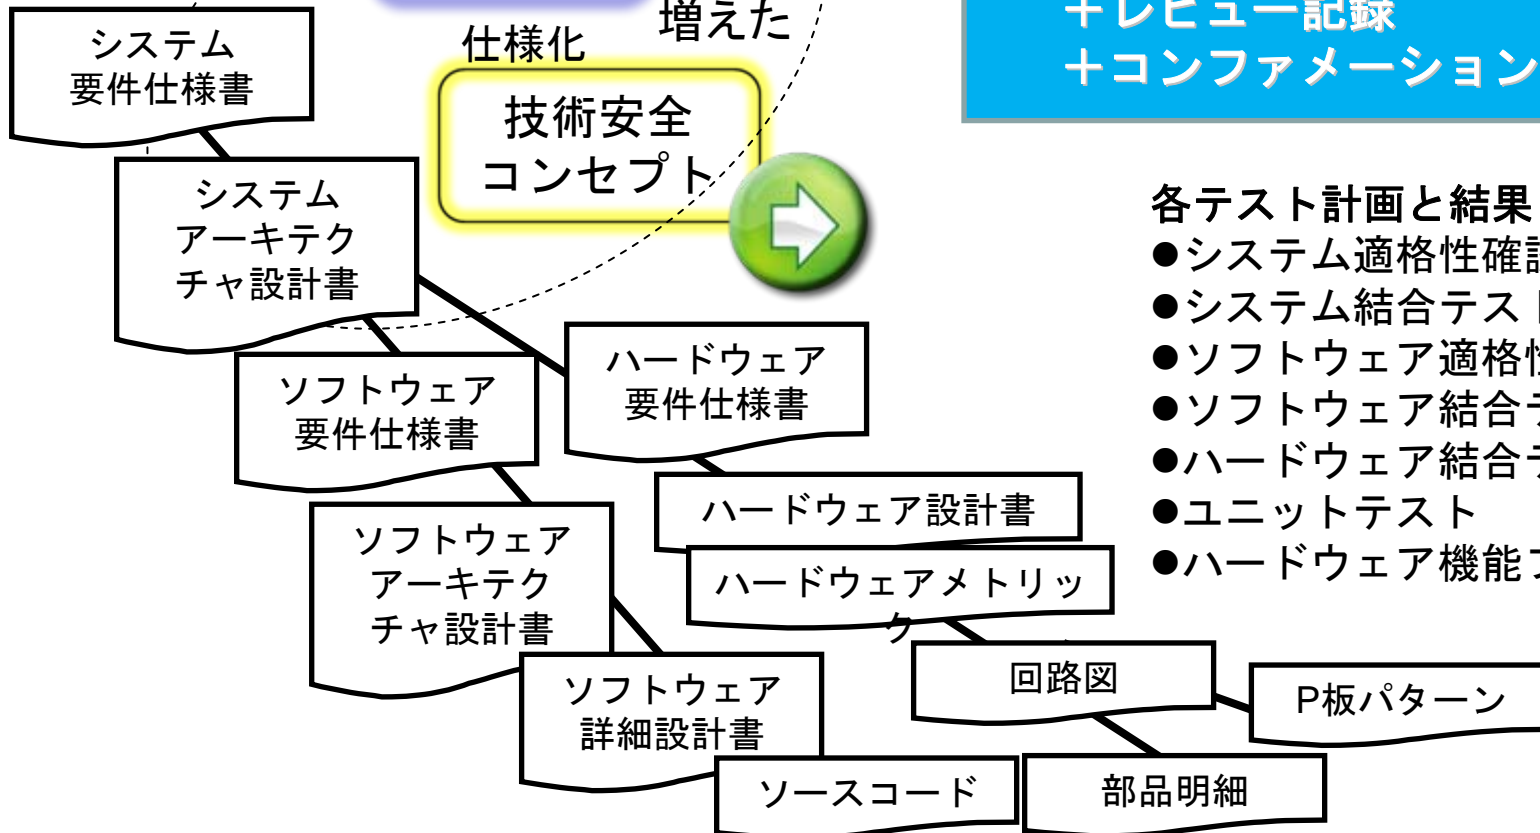 増えた
仕様化
技術安全
コンセプト
+レビュー記録
+コンファメーション
システム
要件仕様書
システム
アーキテク
チャ設計書
ソフトウェア
要件仕様書
ハードウェア
要件仕様書
ソフトウェア
アーキテク
チャ設計書
ハードウェア設計書
ハードウェアメトリッ
ク
ソフトウェア
詳細設計書
回路図
P板パターン
ソースコード
部品明細
各テスト計画と結果
●システム適格性確認
●システム結合テスト
●ソフトウェア適格性
●ソフトウェア結合テ
●ハードウェア結合テ
●ユニットテスト
●ハードウェア機能